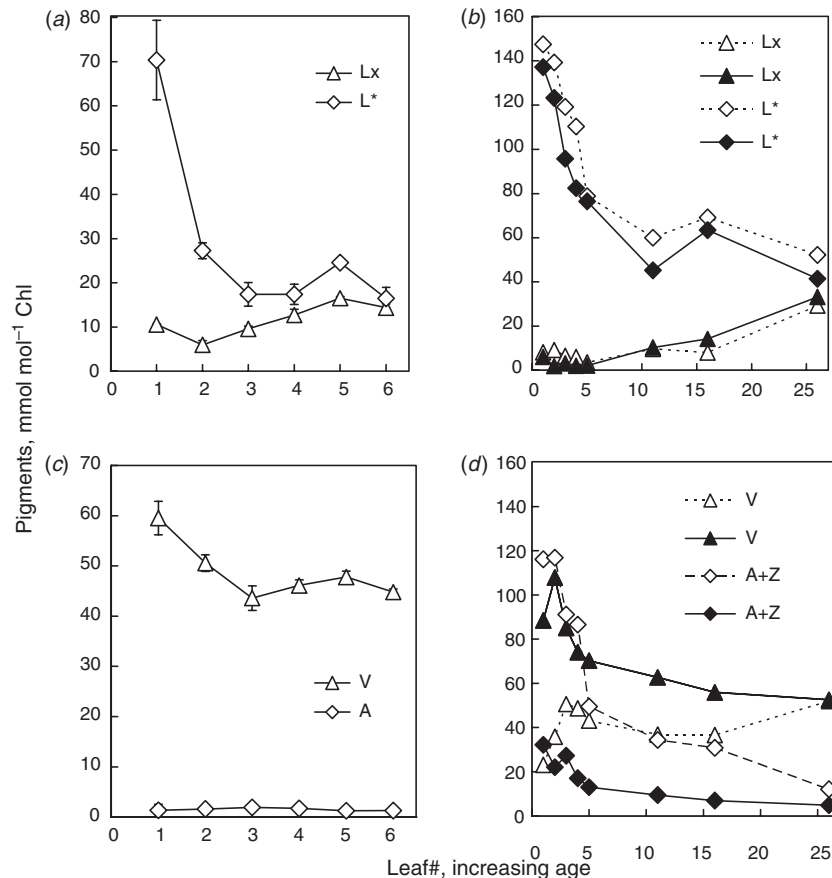 (a)
80
70
60
50
40
30
20
10
0
0 1 2 3 4 5 6
Lx
L*
(b)
160
140
120
100
80
60
40
20
0
0 5 10 15 20 25
Lx
Lx
L*
L*
Pigments, mmol mol⁻¹ Chl
(c)
70
60
50
40
30
20
10
0
0 1 2 3 4 5 6
V
A
(d)
160
140
120
100
80
60
40
20
0
0 5 10 15 20 25
V
V
A+Z
A+Z
Leaf#, increasing age